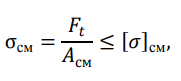 σсм = Ft / Aсм ≤ [σ]см,